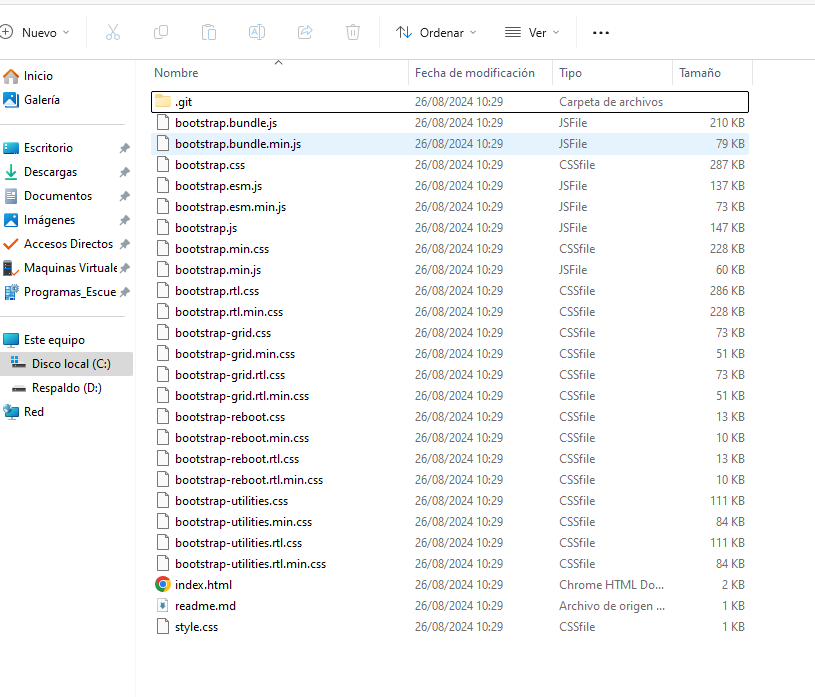 Nuevo Ordenar Ver
Inicio
Galería
Escritorio
Descargas
Documentos
Imágenes
Accesos Directos
Maquinas Virtuale
Programas_Escue
Este equipo
Disco local (C:)
Respaldo (D:)
Red
Nombre Fecha de modificación Tipo Tamaño
.git 26/08/2024 10:29 Carpeta de archivos
bootstrap.bundle.js 26/08/2024 10:29 JSFile 210 KB
bootstrap.bundle.min.js 26/08/2024 10:29 JSFile 79 KB
bootstrap.css 26/08/2024 10:29 CSSfile 287 KB
bootstrap.esm.js 26/08/2024 10:29 JSFile 137 KB
bootstrap.esm.min.js 26/08/2024 10:29 JSFile 73 KB
bootstrap.js 26/08/2024 10:29 JSFile 147 KB
bootstrap.min.css 26/08/2024 10:29 CSSfile 228 KB
bootstrap.min.js 26/08/2024 10:29 JSFile 60 KB
bootstrap.rtl.css 26/08/2024 10:29 CSSfile 286 KB
bootstrap.rtl.min.css 26/08/2024 10:29 CSSfile 228 KB
bootstrap-grid.css 26/08/2024 10:29 CSSfile 73 KB
bootstrap-grid.min.css 26/08/2024 10:29 CSSfile 51 KB
bootstrap-grid.rtl.css 26/08/2024 10:29 CSSfile 73 KB
bootstrap-grid.rtl.min.css 26/08/2024 10:29 CSSfile 51 KB
bootstrap-reboot.css 26/08/2024 10:29 CSSfile 13 KB
bootstrap-reboot.min.css 26/08/2024 10:29 CSSfile 10 KB
bootstrap-reboot.rtl.css 26/08/2024 10:29 CSSfile 13 KB
bootstrap-reboot.rtl.min.css 26/08/2024 10:29 CSSfile 10 KB
bootstrap-utilities.css 26/08/2024 10:29 CSSfile 111 KB
bootstrap-utilities.min.css 26/08/2024 10:29 CSSfile 84 KB
bootstrap-utilities.rtl.css 26/08/2024 10:29 CSSfile 111 KB
bootstrap-utilities.rtl.min.css 26/08/2024 10:29 CSSfile 84 KB
index.html 26/08/2024 10:29 Chrome HTML Do... 2 KB
readme.md 26/08/2024 10:29 Archivo de origen ... 1 KB
style.css 26/08/2024 10:29 CSSfile 1 KB